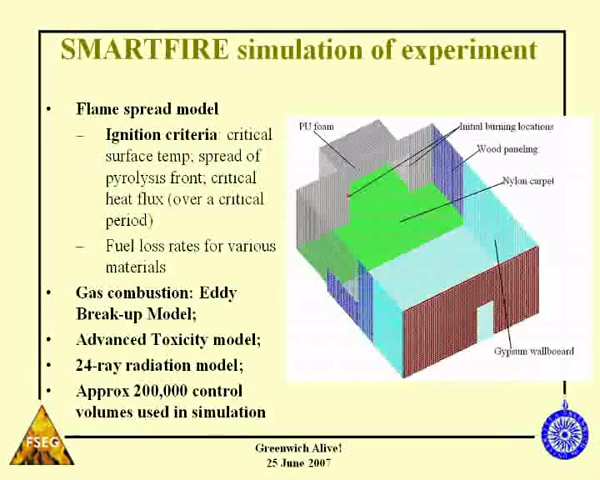 SMARTFIRE simulation of experiment
• Flame spread model
– Ignition criteria: critical
surface temp; spread of
pyrolysis front; critical
heat flux (over a critical
period)
– Fuel loss rates for various
materials
• Gas combustion: Eddy
Break-up Model;
• Advanced Toxicity model;
• 24-ray radiation model;
• Approx 200,000 control
volumes used in simulation
PU foam
Initial burning locations
Wood paneling
Nylon carpet
Gypsum wallboeard
FSEG
Greenwich Alive!
25 June 2007